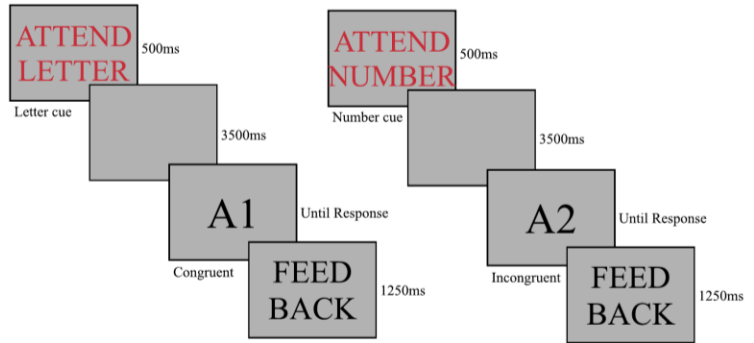 ATTEND
LETTER
500ms
Letter cue
3500ms
A1
Until Response
Congruent
FEED
BACK
1250ms
ATTEND
NUMBER
500ms
Number cue
3500ms
A2
Until Response
Incongruent
FEED
BACK
1250ms